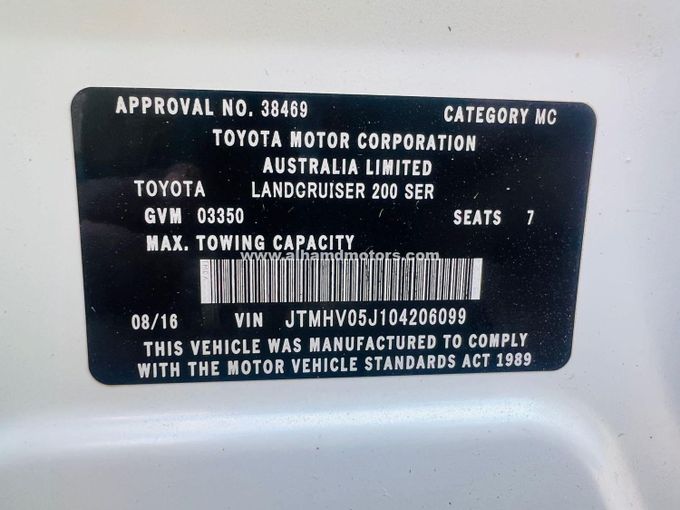 APPROVAL NO. 38469 CATEGORY MC
TOYOTA MOTOR CORPORATION
AUSTRALIA LIMITED
TOYOTA LANDCRUISER 200 SER
GVM 03350 SEATS 7
MAX. TOWING CAPACITY
www.alhamdmotors.com
08/16 VIN JTMHV05J104206099
THIS VEHICLE WAS MANUFACTURED TO COMPLY
WITH THE MOTOR VEHICLE STANDARDS ACT 1989